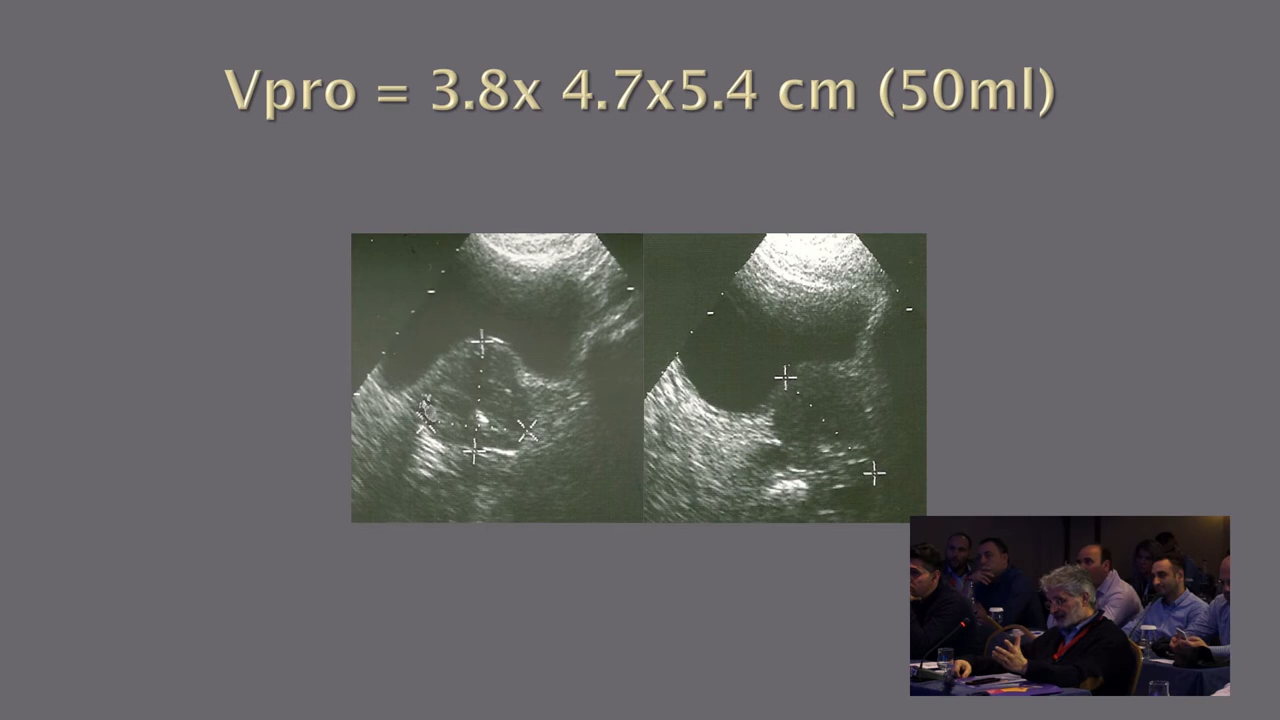 Vpro = 3.8x 4.7x5.4 cm (50ml)